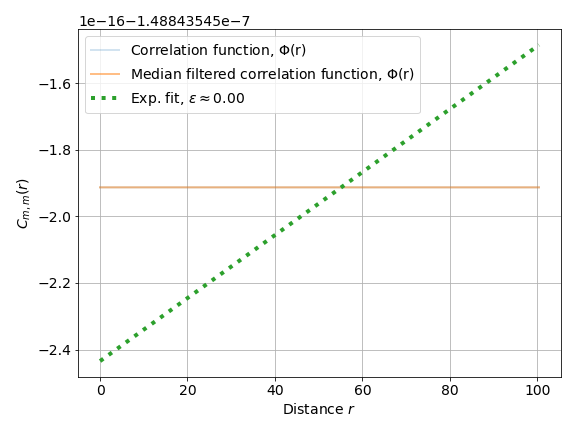 1e−16−1.48843545e−7
Correlation function, Φ(r)
Median filtered correlation function, Φ(r)
Exp. fit, ε ≈ 0.00
−1.6
−1.8
−2.0
−2.2
−2.4
C_{m,m}(r)
0 20 40 60 80 100
Distance r